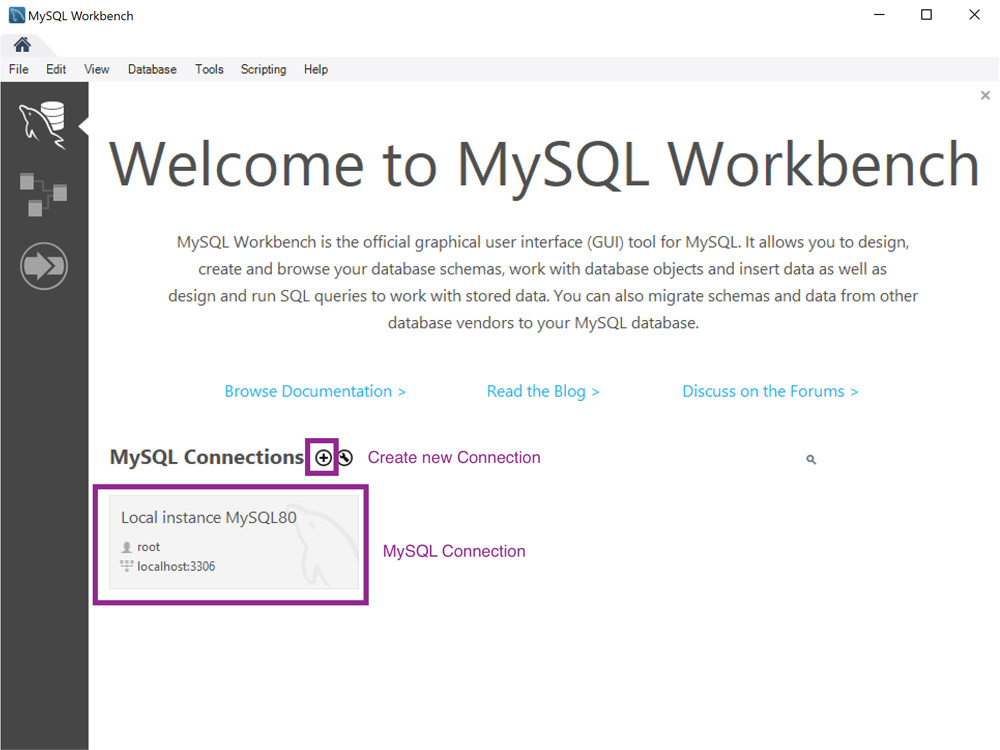 MySQL Workbench
File Edit View Database Tools Scripting Help
Welcome to MySQL Workbench
MySQL Workbench is the official graphical user interface (GUI) tool for MySQL. It allows you to design,
create and browse your database schemas, work with database objects and insert data as well as
design and run SQL queries to work with stored data. You can also migrate schemas and data from other
database vendors to your MySQL database.
Browse Documentation > Read the Blog > Discuss on the Forums >
MySQL Connections Create new Connection
Local instance MySQL80
root
localhost:3306
MySQL Connection